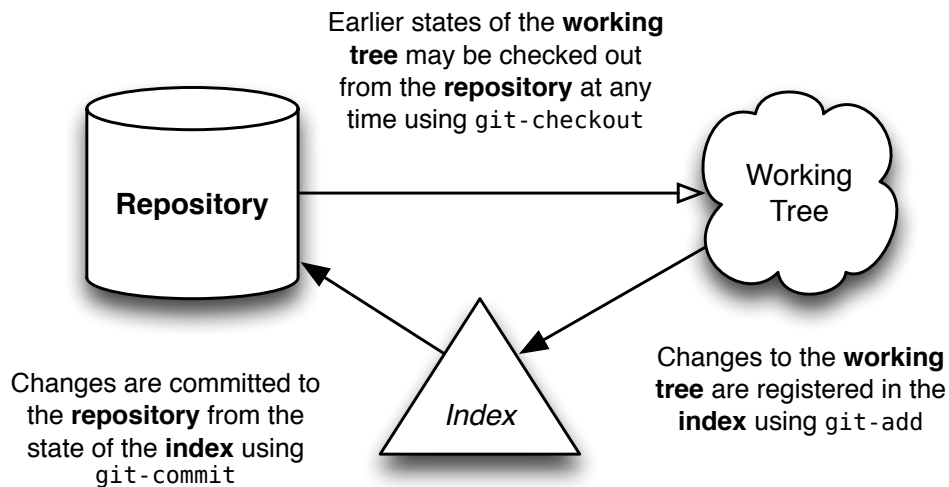 Earlier states of the working
tree may be checked out
from the repository at any
time using git-checkout
Repository
Working
Tree
Index
Changes are committed to
the repository from the
state of the index using
git-commit
Changes to the working
tree are registered in the
index using git-add